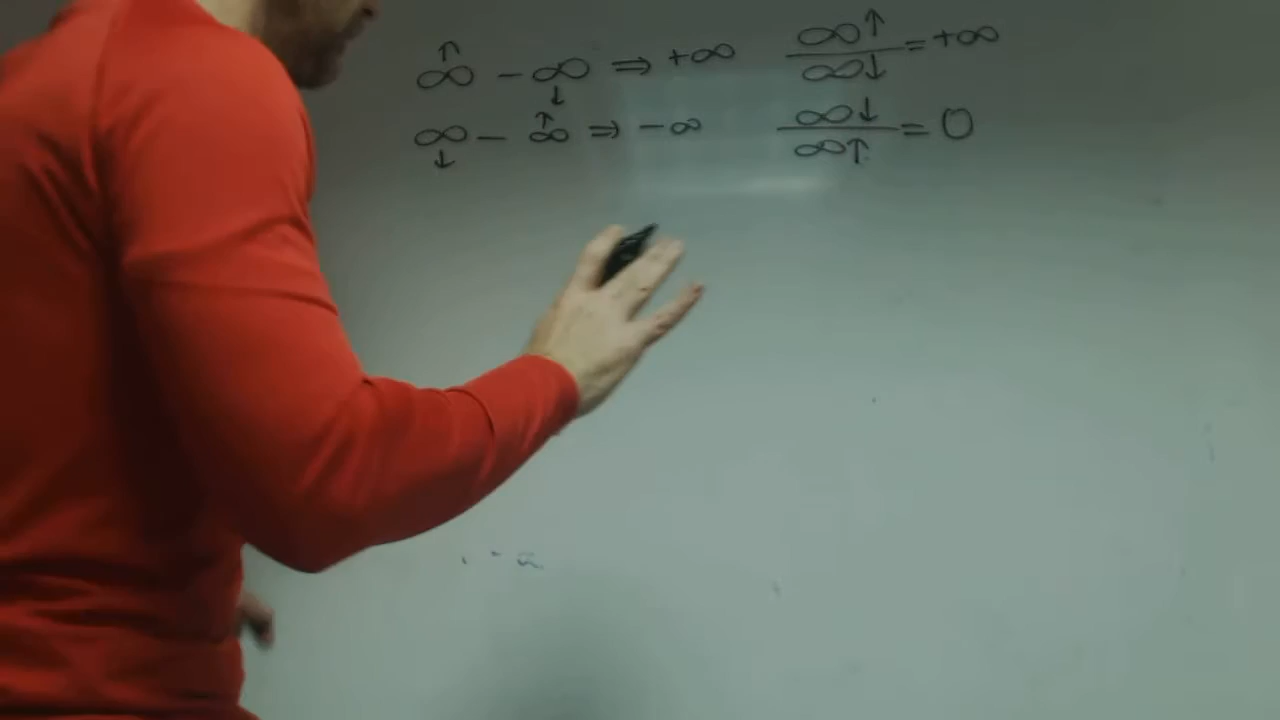 ∞↑ − ∞↓ ⇒ +∞
∞↓ − ∞↑ ⇒ −∞
∞↑ / ∞↓ = +∞
∞↓ / ∞↑ = 0